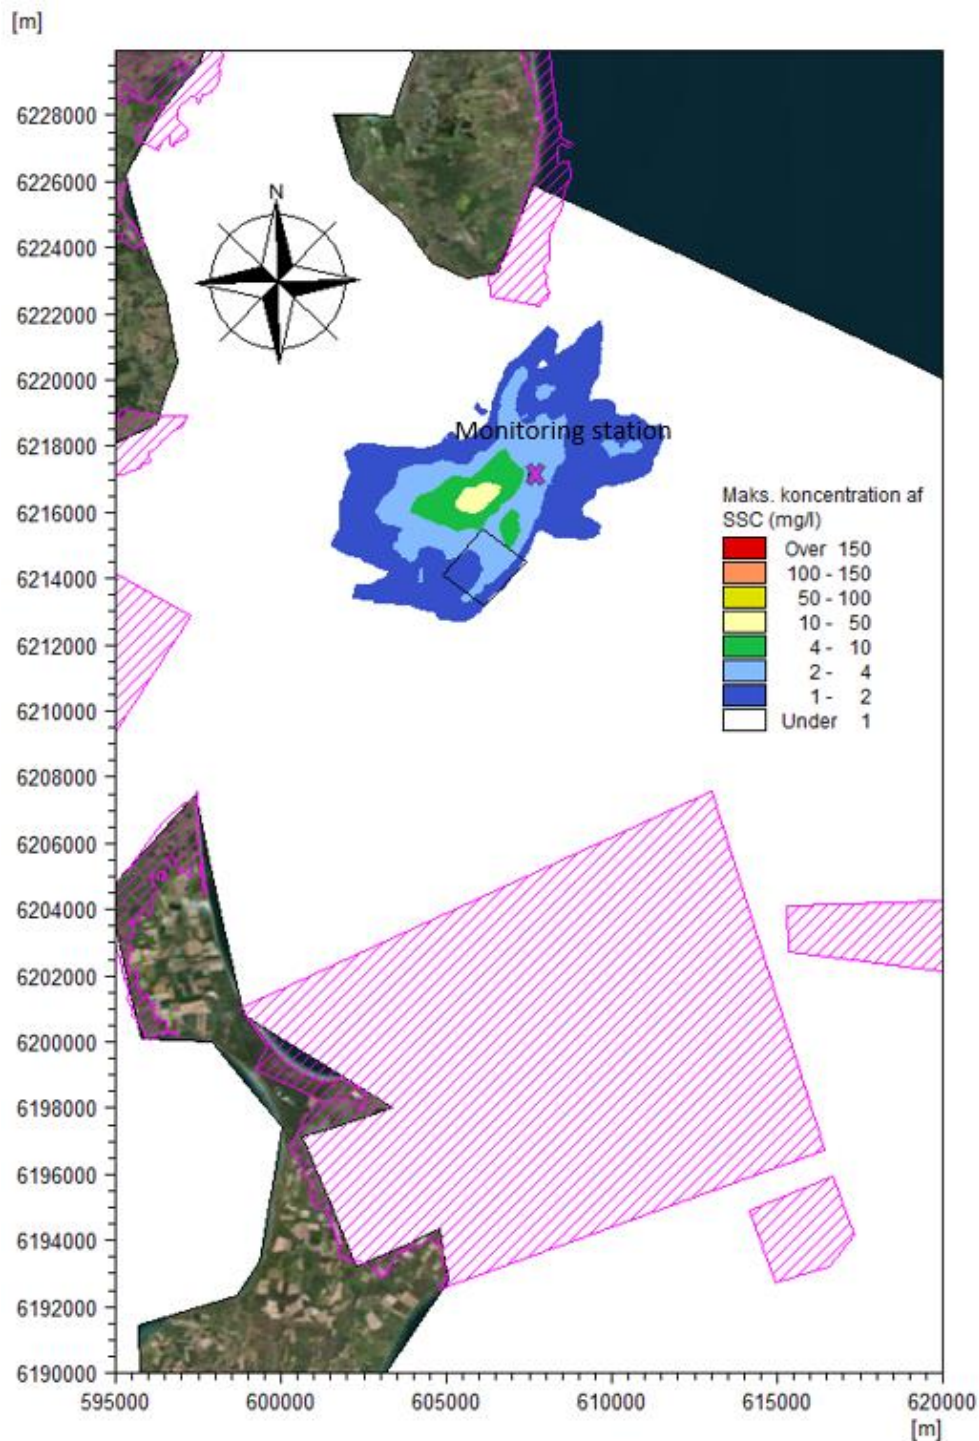 [m]
6228000
6226000
6224000
6222000
6220000
6218000
6216000
6214000
6212000
6210000
6208000
6206000
6204000
6202000
6200000
6198000
6196000
6194000
6192000
6190000
N
Monitoring station
Maks. koncentration af
SSC (mg/l)
Over 150
100 - 150
50 - 100
10 - 50
4 - 10
2 - 4
1 - 2
Under 1
595000 600000 605000 610000 615000 620000
[m]